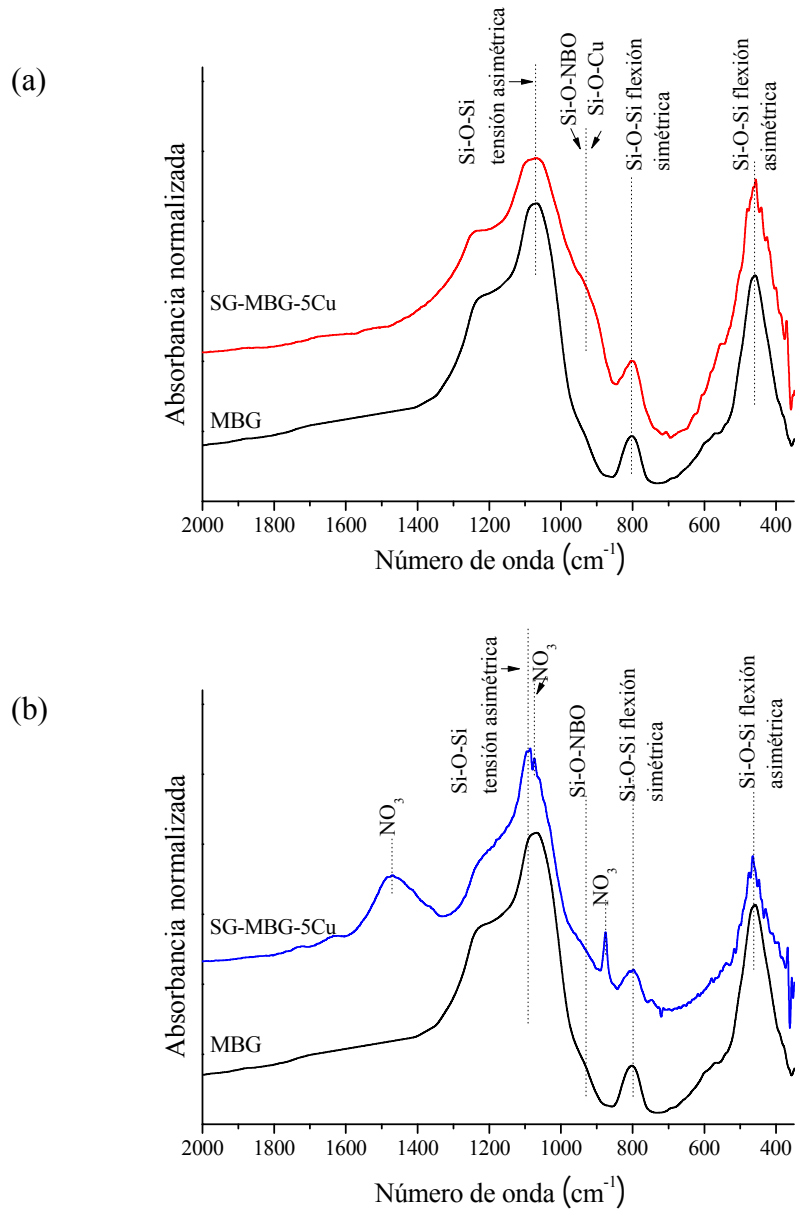 (a)
Absorbancia normalizada
Si-O-Si
tensión asimétrica
Si-O-NBO
Si-O-Cu
Si-O-Si flexión
simétrica
Si-O-Si flexión
asimétrica
SG-MBG-5Cu
MBG
2000 1800 1600 1400 1200 1000 800 600 400
Número de onda (cm⁻¹)
(b)
Absorbancia normalizada
NO₃
Si-O-Si
tensión asimétrica
NO₃
Si-O-NBO
NO₃
Si-O-Si flexión
simétrica
Si-O-Si flexión
asimétrica
SG-MBG-5Cu
MBG
2000 1800 1600 1400 1200 1000 800 600 400
Número de onda (cm⁻¹)